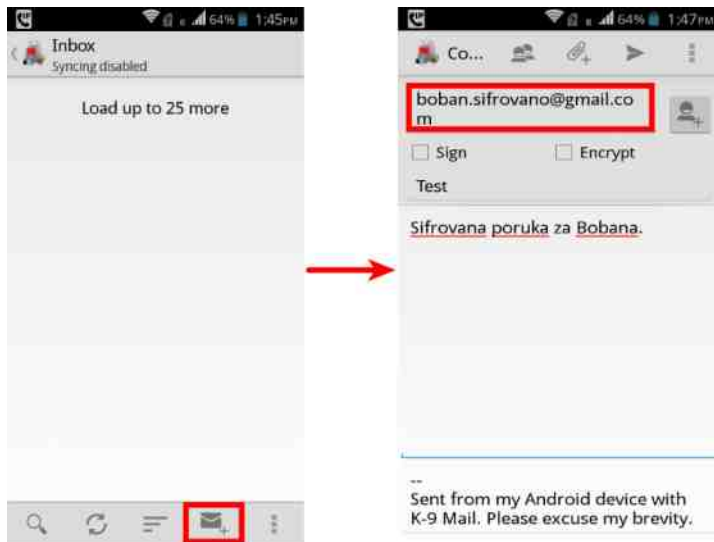 64% 1:45PM
Inbox
Syncing disabled
Load up to 25 more
64% 1:47PM
Co...
boban.sifrovano@gmail.co
m
Sign Encrypt
Test
Sifrovana poruka za Bobana.
--
Sent from my Android device with
K-9 Mail. Please excuse my brevity.